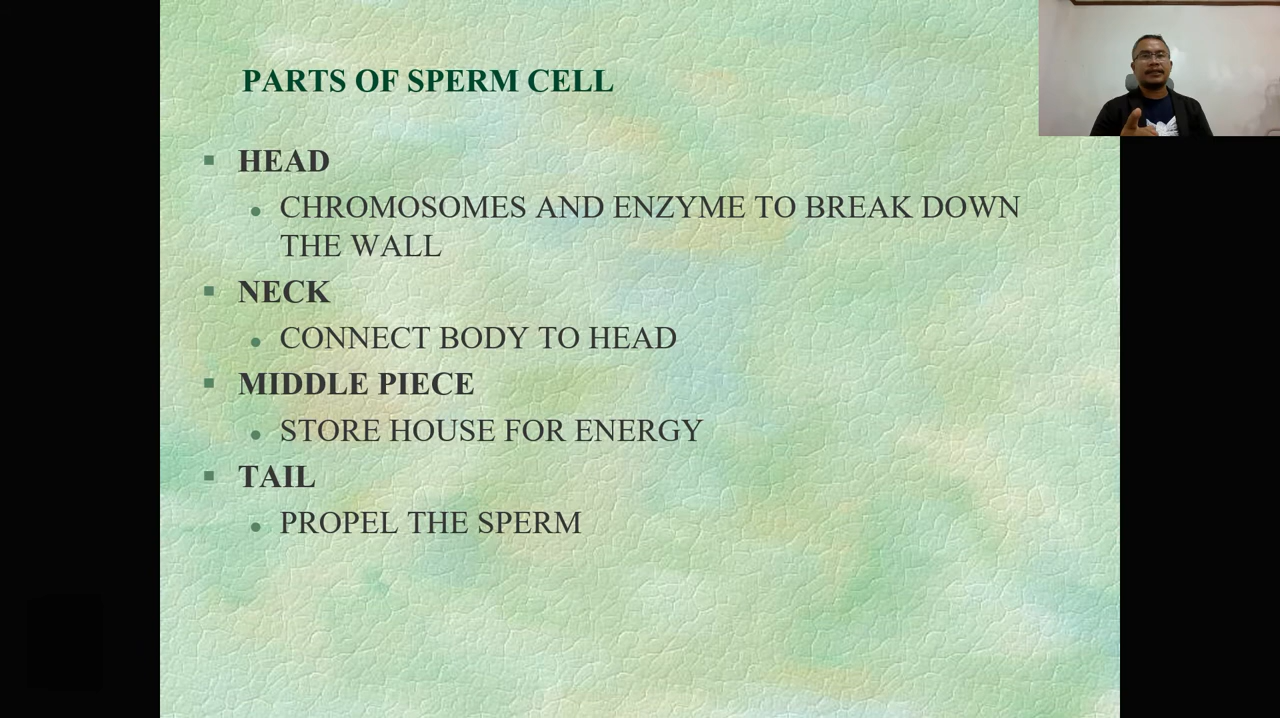 PARTS OF SPERM CELL
HEAD
CHROMOSOMES AND ENZYME TO BREAK DOWN
THE WALL
NECK
CONNECT BODY TO HEAD
MIDDLE PIECE
STORE HOUSE FOR ENERGY
TAIL
PROPEL THE SPERM